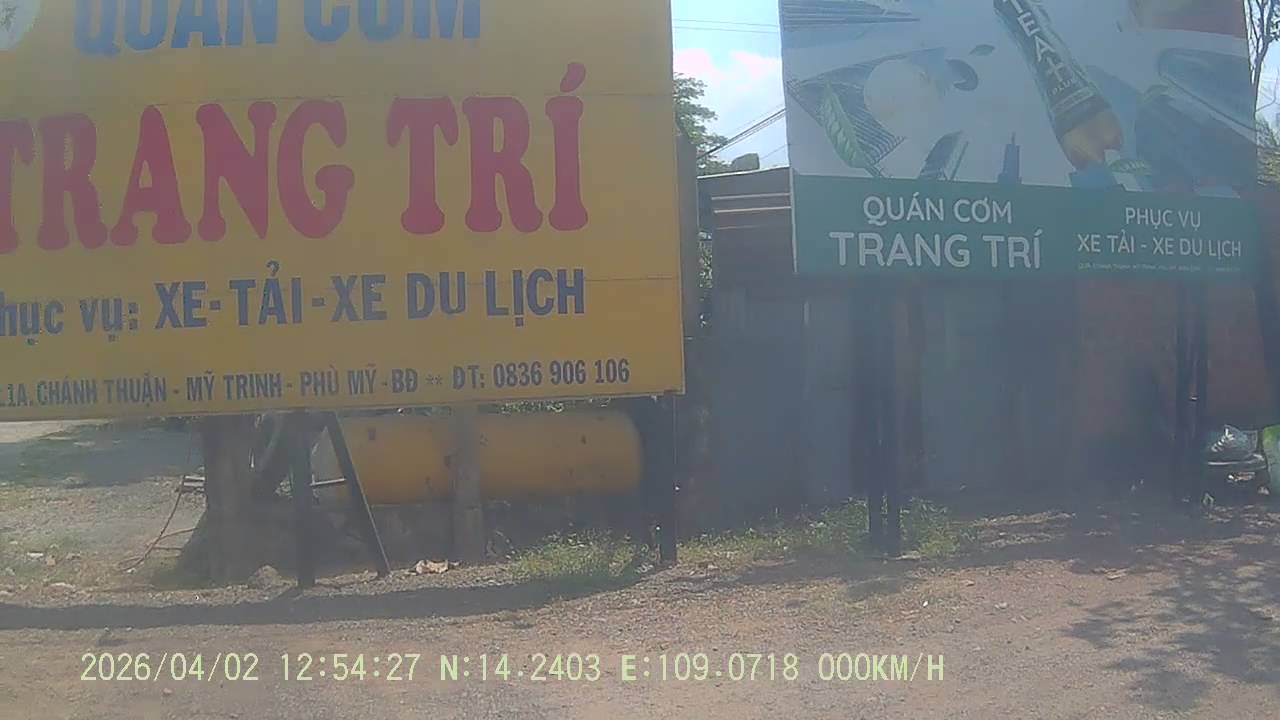 QUÁN CƠM
TRANG TRÍ
hục vụ: XE-TẢI-XE DU LỊCH
.1A. CHÁNH THUẬN - MỸ TRINH - PHÙ MỸ - BĐ ** ĐT: 0836 906 106
TEA+
PLUS
QUÁN CƠM
TRANG TRÍ
PHỤC VỤ
XE TẢI - XE DU LỊCH
2026/04/02 12:54:27 N:14.2403 E:109.0718 000KM/H